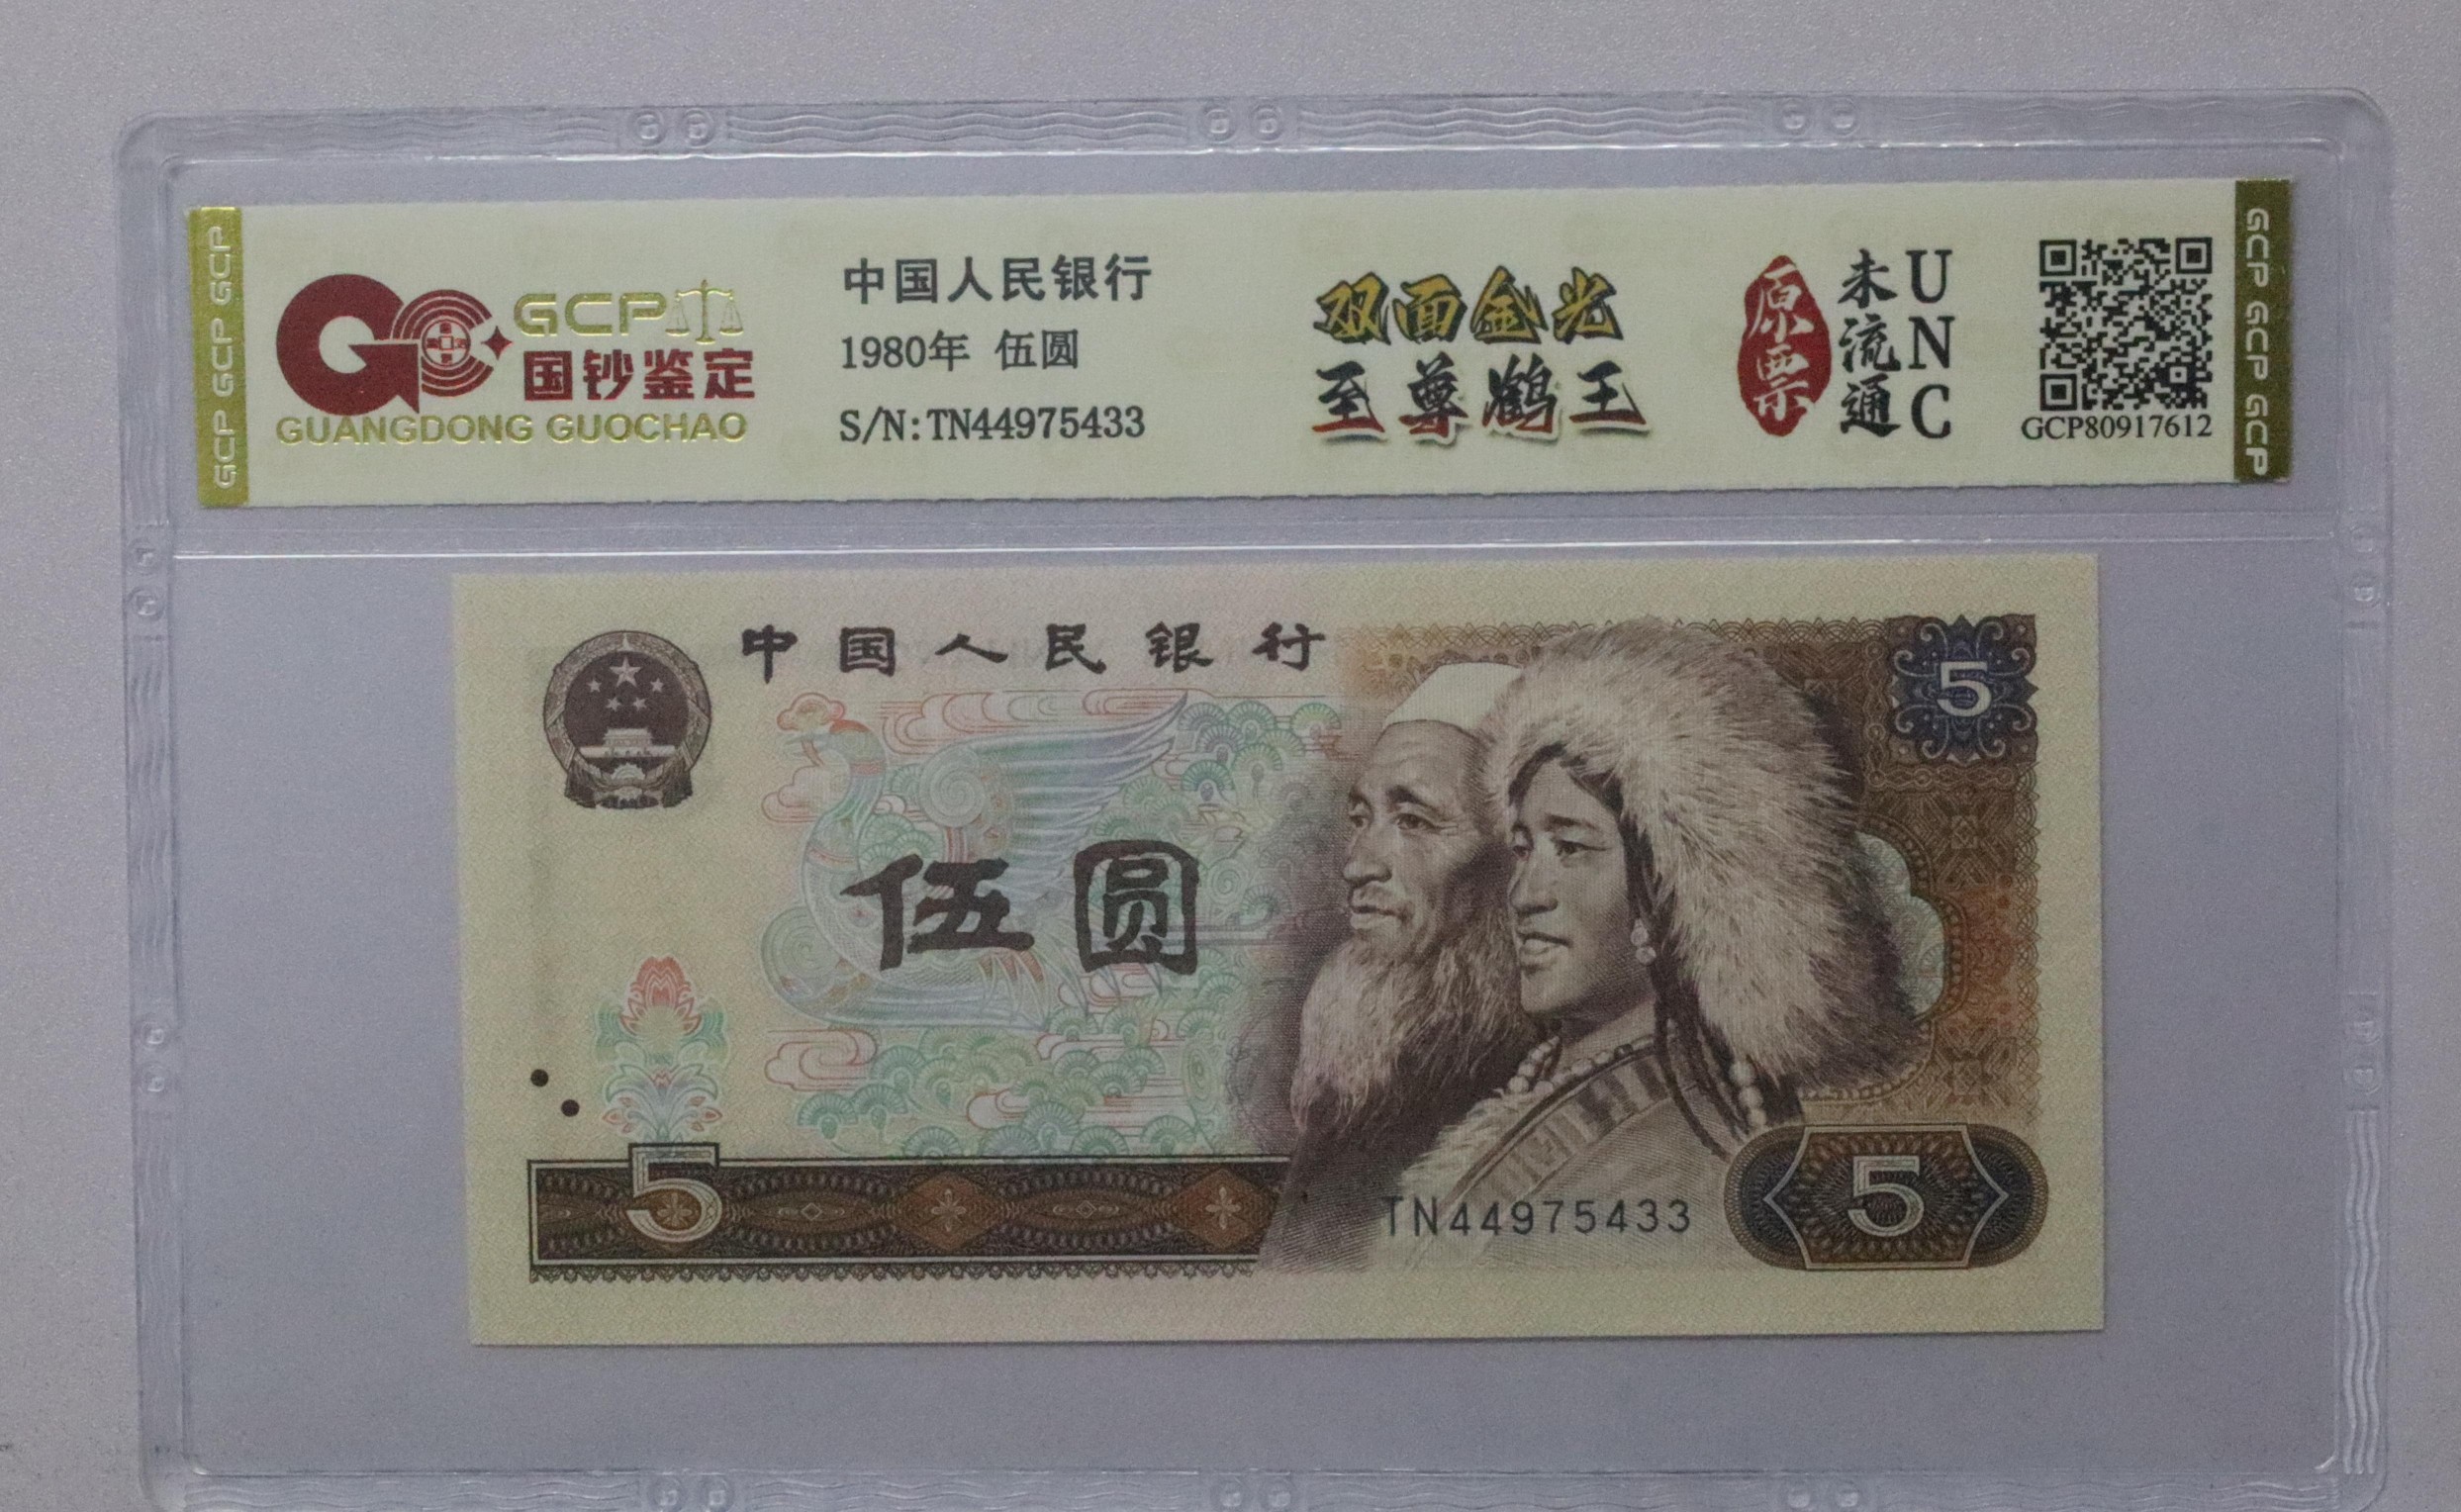 GCP GCP GCP
GCP
国钞鉴定
GUANGDONG GUOCHAO
中国人民银行
1980年 伍圆
S/N:TN44975433
双面金光
至尊鹤王
原票
未流通
UNC
GCP80917612
GCP GCP GCP
中国人民银行
5
伍圆
5
TN44975433
5